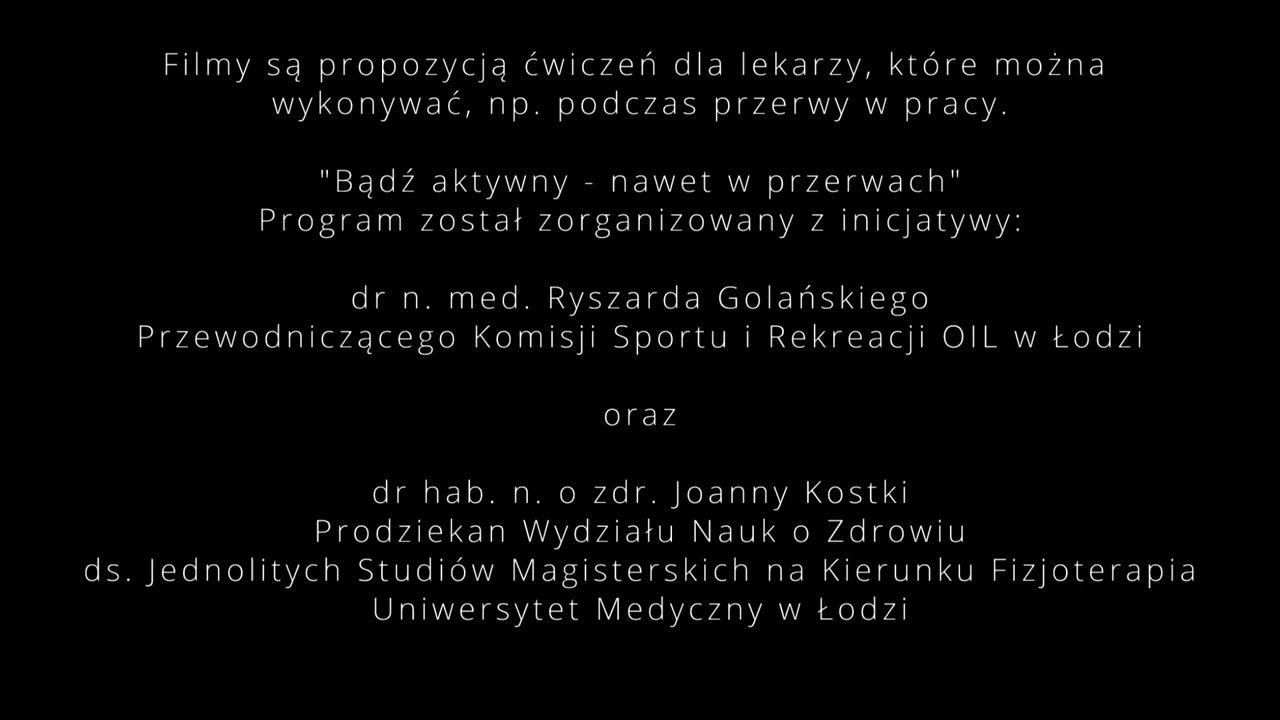 Filmy są propozycją ćwiczeń dla lekarzy, które można
wykonywać, np. podczas przerwy w pracy.
"Bądź aktywny - nawet w przerwach"
Program został zorganizowany z inicjatywy:
dr n. med. Ryszarda Golańskiego
Przewodniczącego Komisji Sportu i Rekreacji OIL w Łodzi
oraz
dr hab. n. o zdr. Joanny Kostki
Prodziekan Wydziału Nauk o Zdrowiu
ds. Jednolitych Studiów Magisterskich na Kierunku Fizjoterapia
Uniwersytet Medyczny w Łodzi